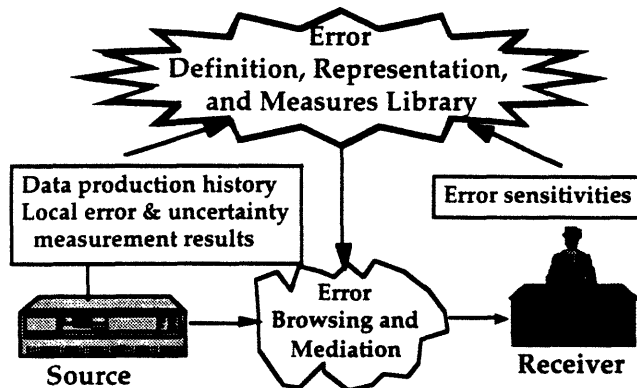 Error
Definition, Representation,
and Measures Library
Data production history
Local error & uncertainty
measurement results
Error sensitivities
Error
Browsing and
Mediation
Source
Receiver